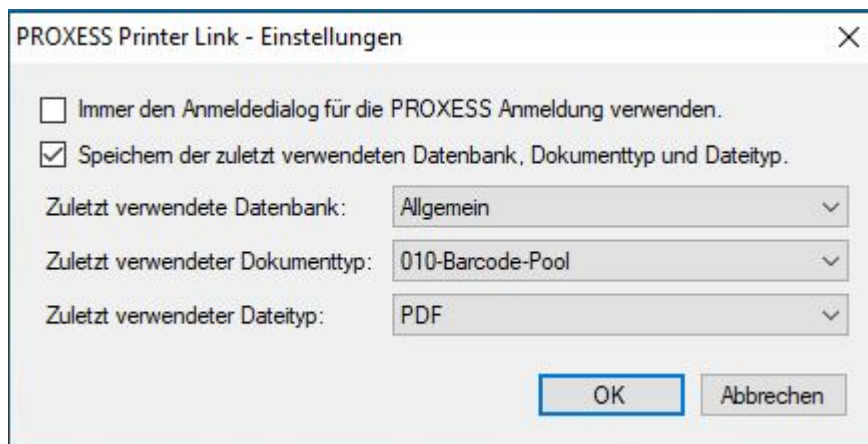 PROXESS Printer Link - Einstellungen
Immer den Anmeldedialog für die PROXESS Anmeldung verwenden.
Speichern der zuletzt verwendeten Datenbank, Dokumenttyp und Dateityp.
Zuletzt verwendete Datenbank: Allgemein
Zuletzt verwendeter Dokumenttyp: 010-Barcode-Pool
Zuletzt verwendeter Dateityp: PDF
OK Abbrechen